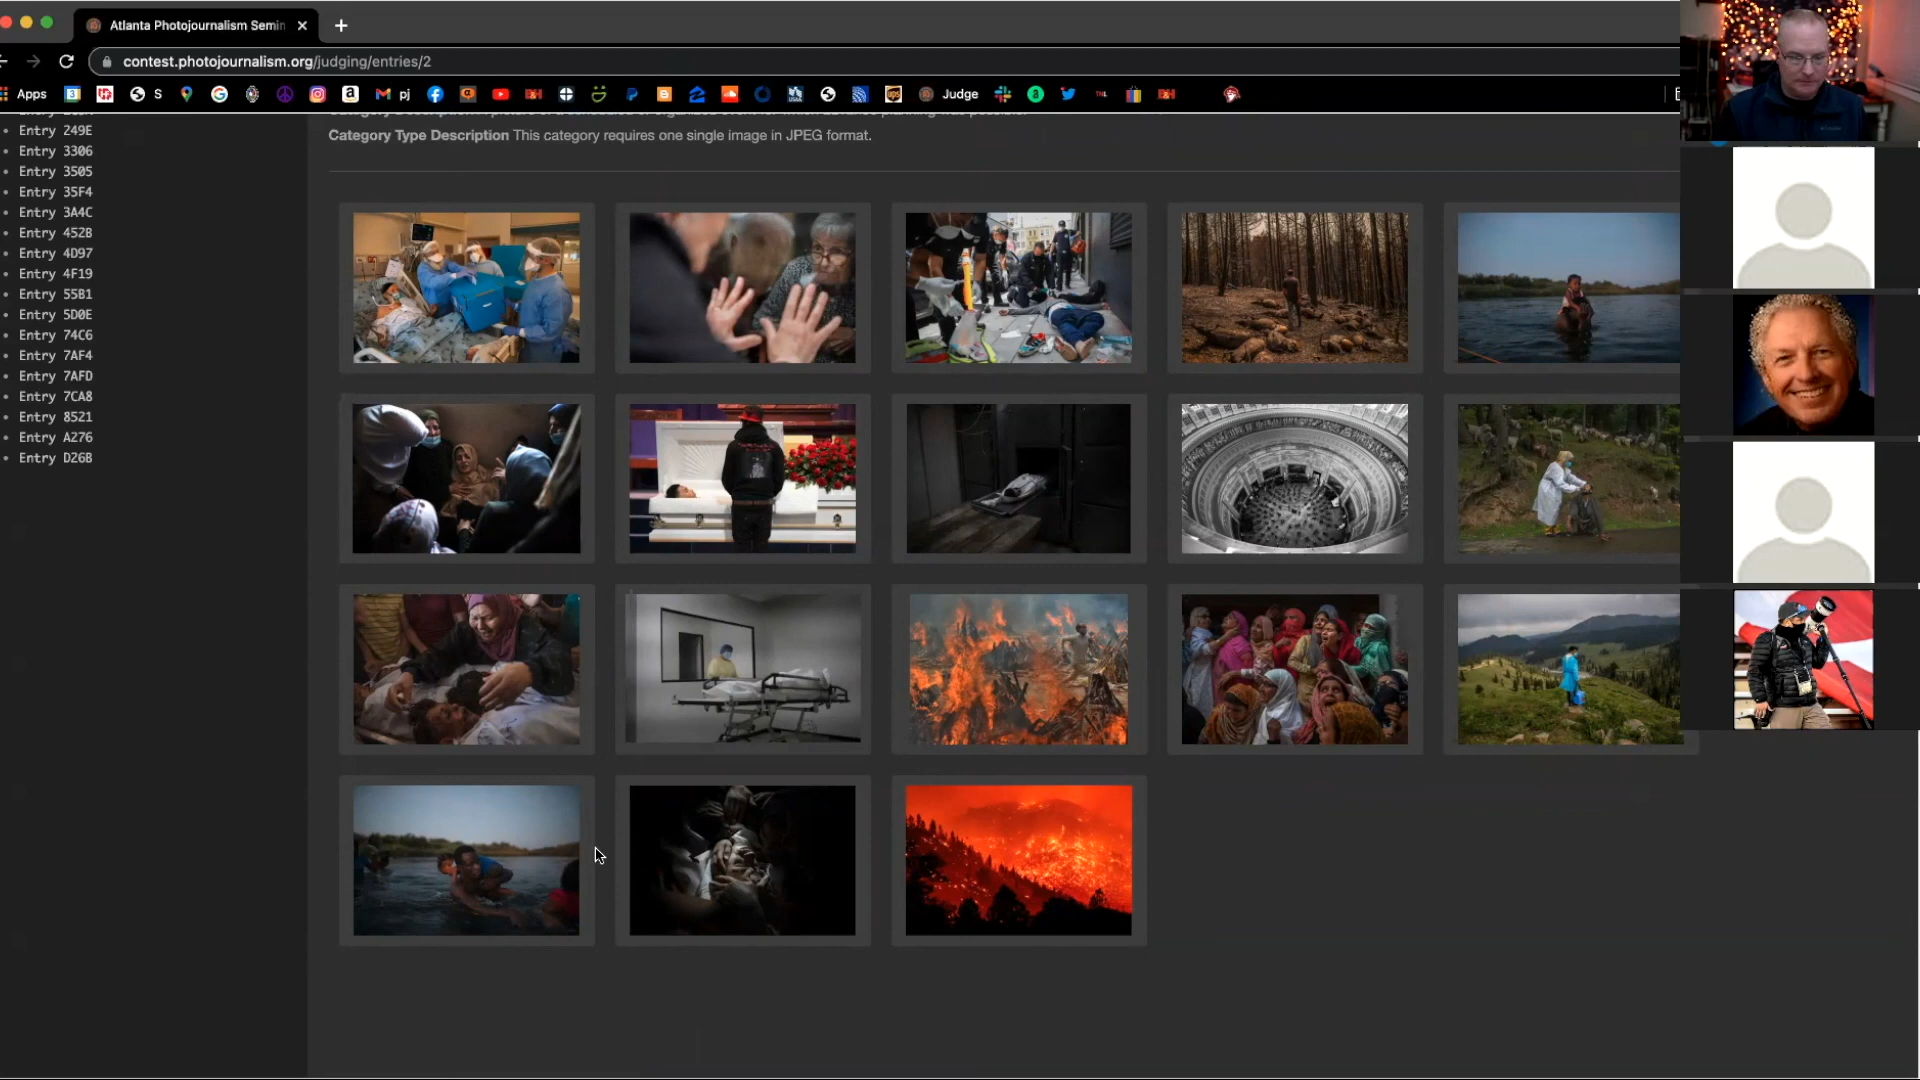 Atlanta Photojournalism Semin
contest.photojournalism.org/judging/entries/2
Apps
S
pj
Judge
Entry 249E
Entry 3306
Entry 3505
Entry 35F4
Entry 3A4C
Entry 452B
Entry 4D97
Entry 4F19
Entry 55B1
Entry 5D0E
Entry 74C6
Entry 7AF4
Entry 7AFD
Entry 7CA8
Entry 8521
Entry A276
Entry D26B
Category Type Description This category requires one single image in JPEG format.